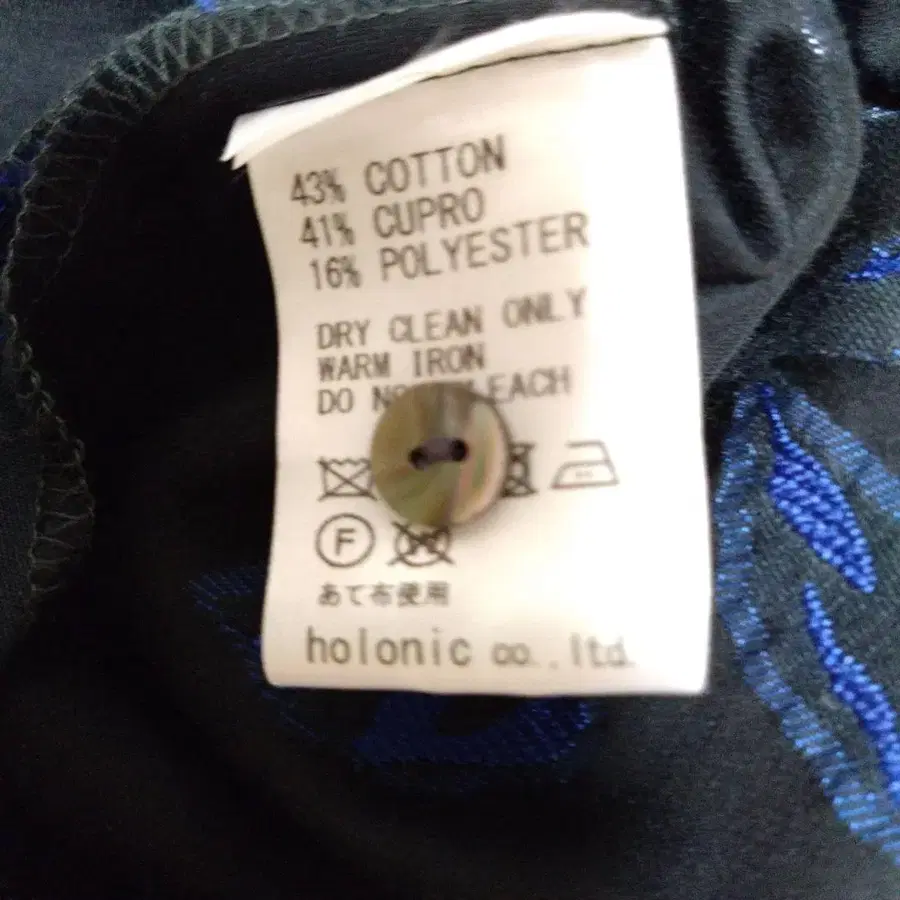 43% COTTON
41% CUPRO
16% POLYESTER
DRY CLEAN ONLY
WARM IRON
DO LEACH
F
W
あて布使用
holonic co., ltd.